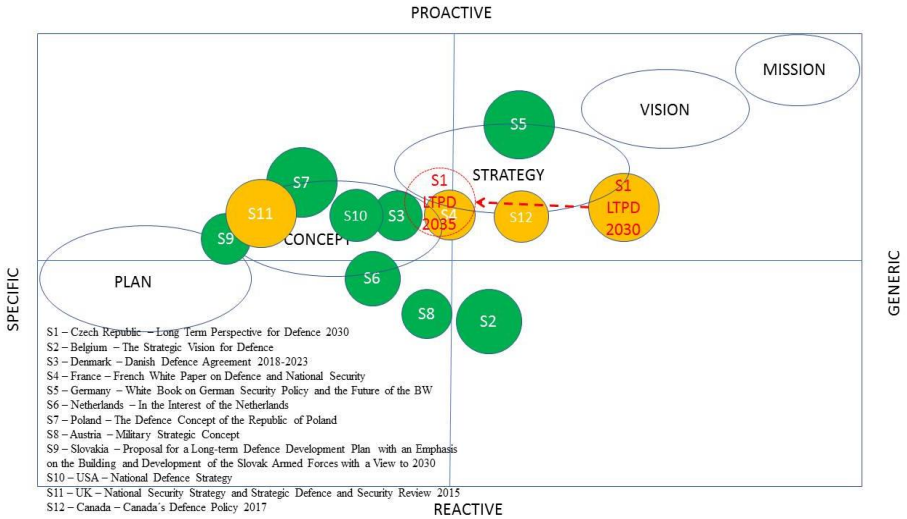 PROACTIVE
MISSION
VISION
S5
STRATEGY
S7
S1
LTPD
2035
S1
LTPD
2030
S11
S10
S3
S4
S12
S9
CONCEPT
SPECIFIC
GENERIC
PLAN
S6
S8
S2
S1 – Czech Republic – Long Term Perspective for Defence 2030
S2 – Belgium – The Strategic Vision for Defence
S3 – Denmark – Danish Defence Agreement 2018-2023
S4 – France – French White Paper on Defence and National Security
S5 – Germany – White Book on German Security Policy and the Future of the BW
S6 – Netherlands – In the Interest of the Netherlands
S7 – Poland – The Defence Concept of the Republic of Poland
S8 – Austria – Military Strategic Concept
S9 – Slovakia – Proposal for a Long-term Defence Development Plan with an Emphasis
on the Building and Development of the Slovak Armed Forces with a View to 2030
S10 – USA – National Defense Strategy
S11 – UK – National Security Strategy and Strategic Defence and Security Review 2015
S12 – Canada – Canada´s Defence Policy 2017
REACTIVE